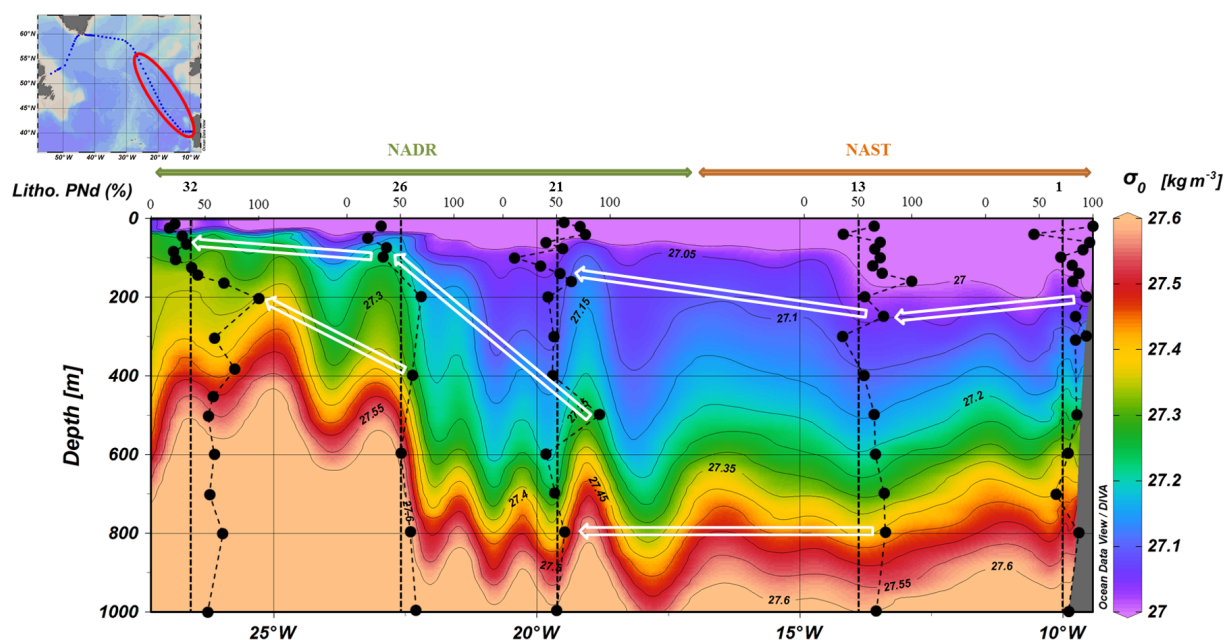 60°N
55°N
50°N
45°N
40°N
50°W 40°W 30°W 20°W 10°W
Ocean Data View
NADR NAST
Litho. PNd (%) 32 26 21 13 1 σ0 [kg m-3]
0 50 100 0 50 100 0 50 100 0 50 100 0 50 100
Depth [m]
0
200
400
600
800
1000
25°W 20°W 15°W 10°W
27.05
27
27.3
27.15
27.1
27.2
27.55
27.35
27.4
27.45
27.6
27.55
27.6
27.6
Ocean Data View / DIVA
27.6
27.5
27.4
27.3
27.2
27.1
27